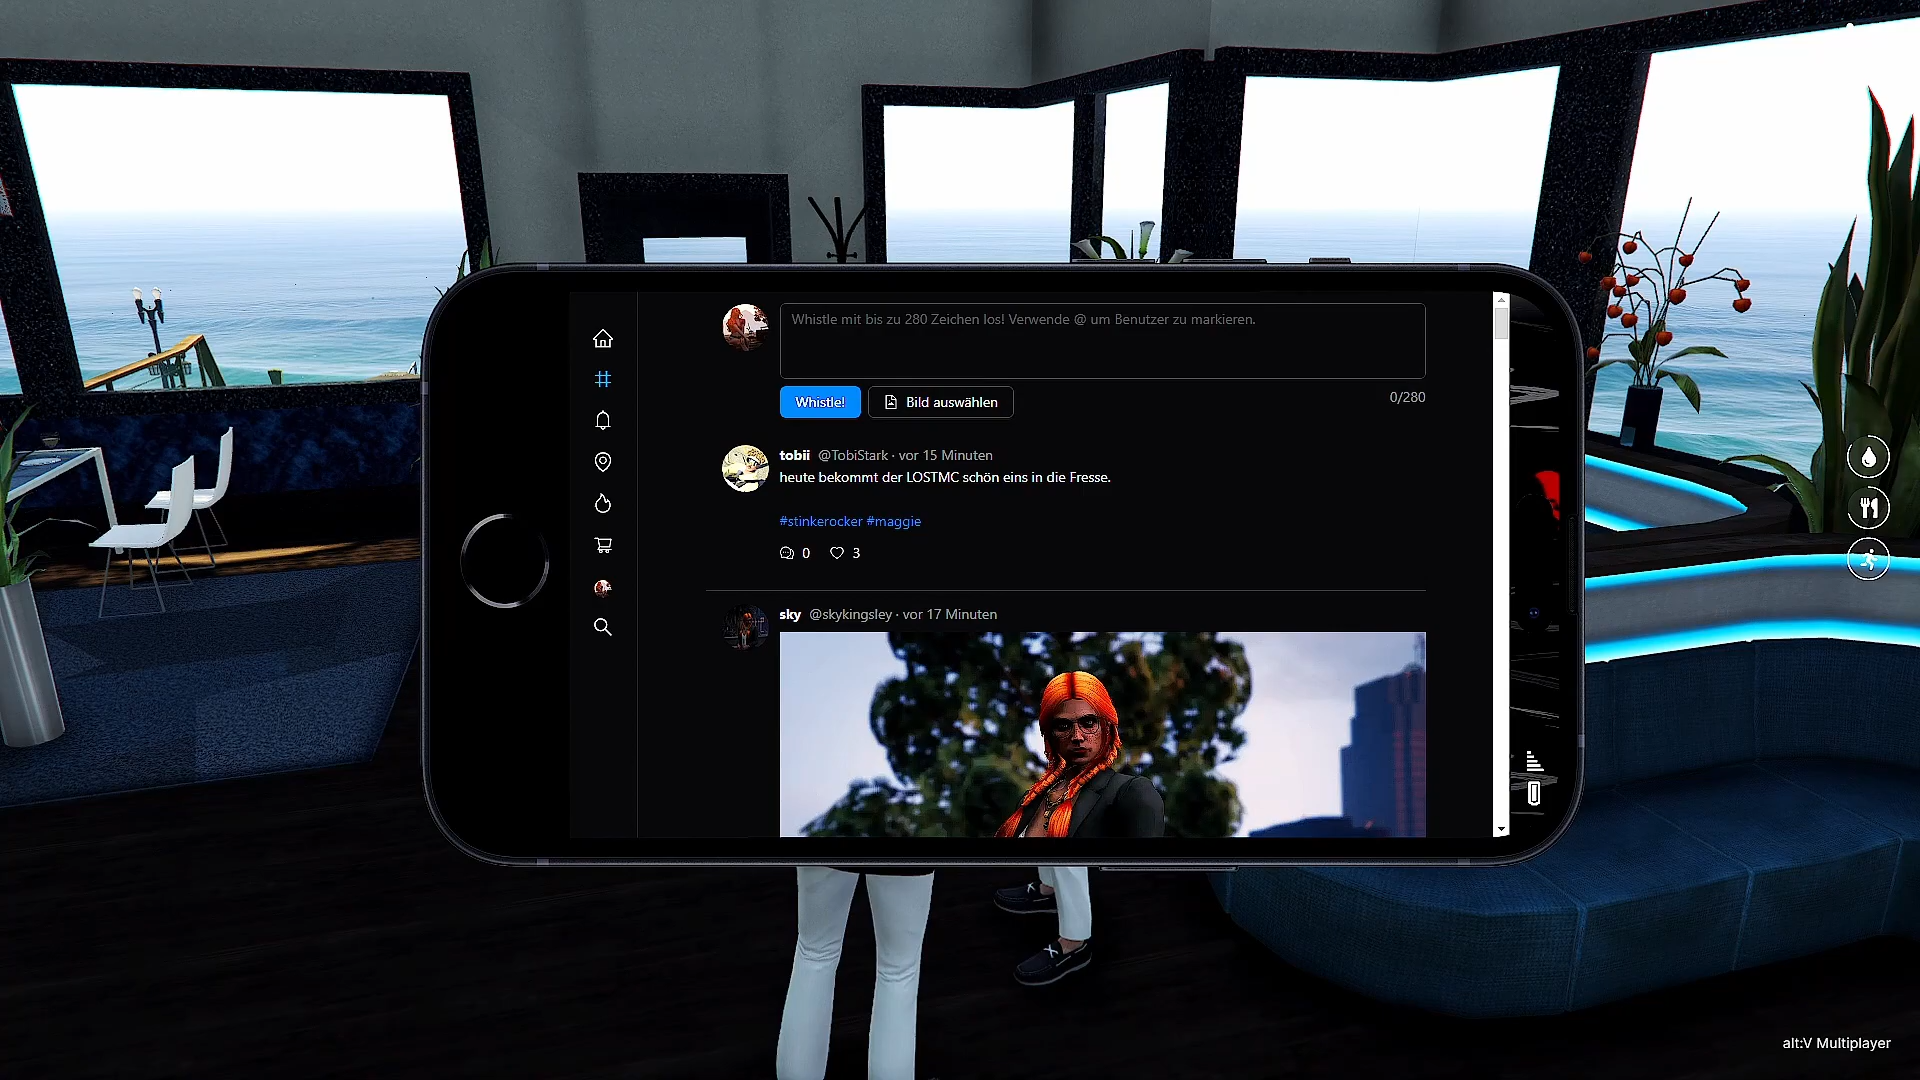 Whistle mit bis zu 280 Zeichen los! Verwende @ um Benutzer zu markieren.
Whistle!
Bild auswählen
0/280
tobii @TobiStark · vor 15 Minuten
heute bekommt der LOSTMC schön eins in die Fresse.
#stinkerocker #maggie
0
3
sky @skykingsley · vor 17 Minuten
alt:V Multiplayer